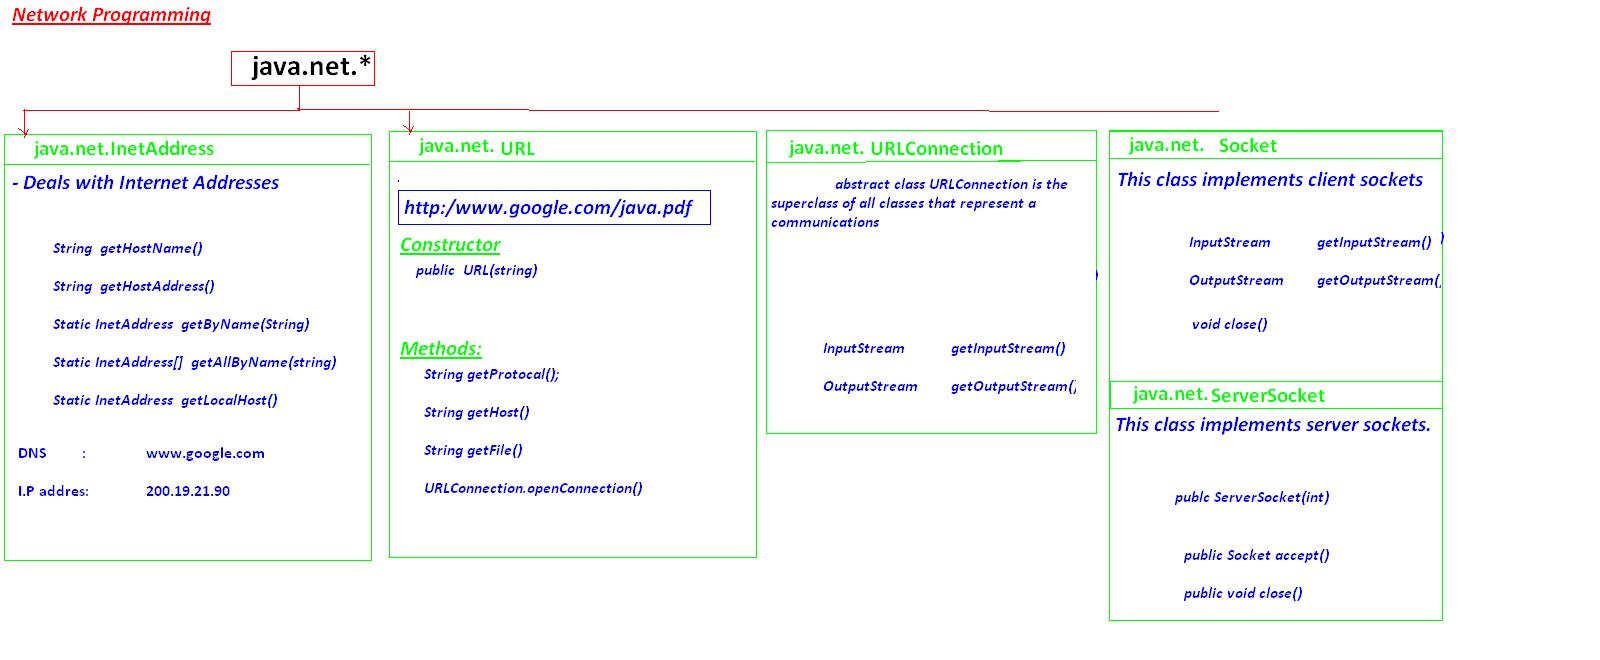 Network Programming
java.net.*
java.net.InetAddress
- Deals with Internet Addresses
String getHostName()
String getHostAddress()
Static InetAddress getByName(String)
Static InetAddress[] getAllByName(string)
Static InetAddress getLocalHost()
DNS : www.google.com
I.P addres: 200.19.21.90
java.net. URL
.
http:/www.google.com/java.pdf
Constructor
public URL(string)
Methods:
String getProtocal();
String getHost()
String getFile()
URLConnection.openConnection()
java.net. URLConnection
abstract class URLConnection is the
superclass of all classes that represent a
communications
)
InputStream getInputStream()
OutputStream getOutputStream()
java.net. Socket
This class implements client sockets
InputStream getInputStream() )
OutputStream getOutputStream(,
void close()
java.net. ServerSocket
This class implements server sockets.
publc ServerSocket(int)
public Socket accept()
public void close()